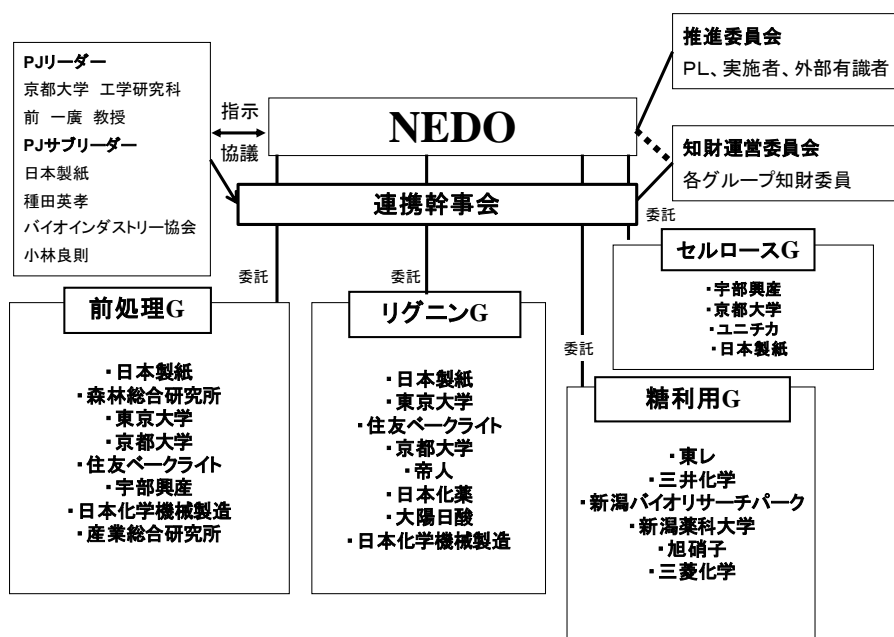 PJリーダー
京都大学 工学研究科
前 一廣 教授
PJサブリーダー
日本製紙
種田英孝
バイオインダストリー協会
小林良則
指示
協議
NEDO
推進委員会
PL、実施者、外部有識者
知財運営委員会
各グループ知財委員
連携幹事会
委託
委託
委託
委託
前処理G
・日本製紙
・森林総合研究所
・東京大学
・京都大学
・住友ベークライト
・宇部興産
・日本化学機械製造
・産業総合研究所
リグニンG
・日本製紙
・東京大学
・住友ベークライト
・京都大学
・帝人
・日本化薬
・大陽日酸
・日本化学機械製造
セルロースG
・宇部興産
・京都大学
・ユニチカ
・日本製紙
糖利用G
・東レ
・三井化学
・新潟バイオリサーチパーク
・新潟薬科大学
・旭硝子
・三菱化学